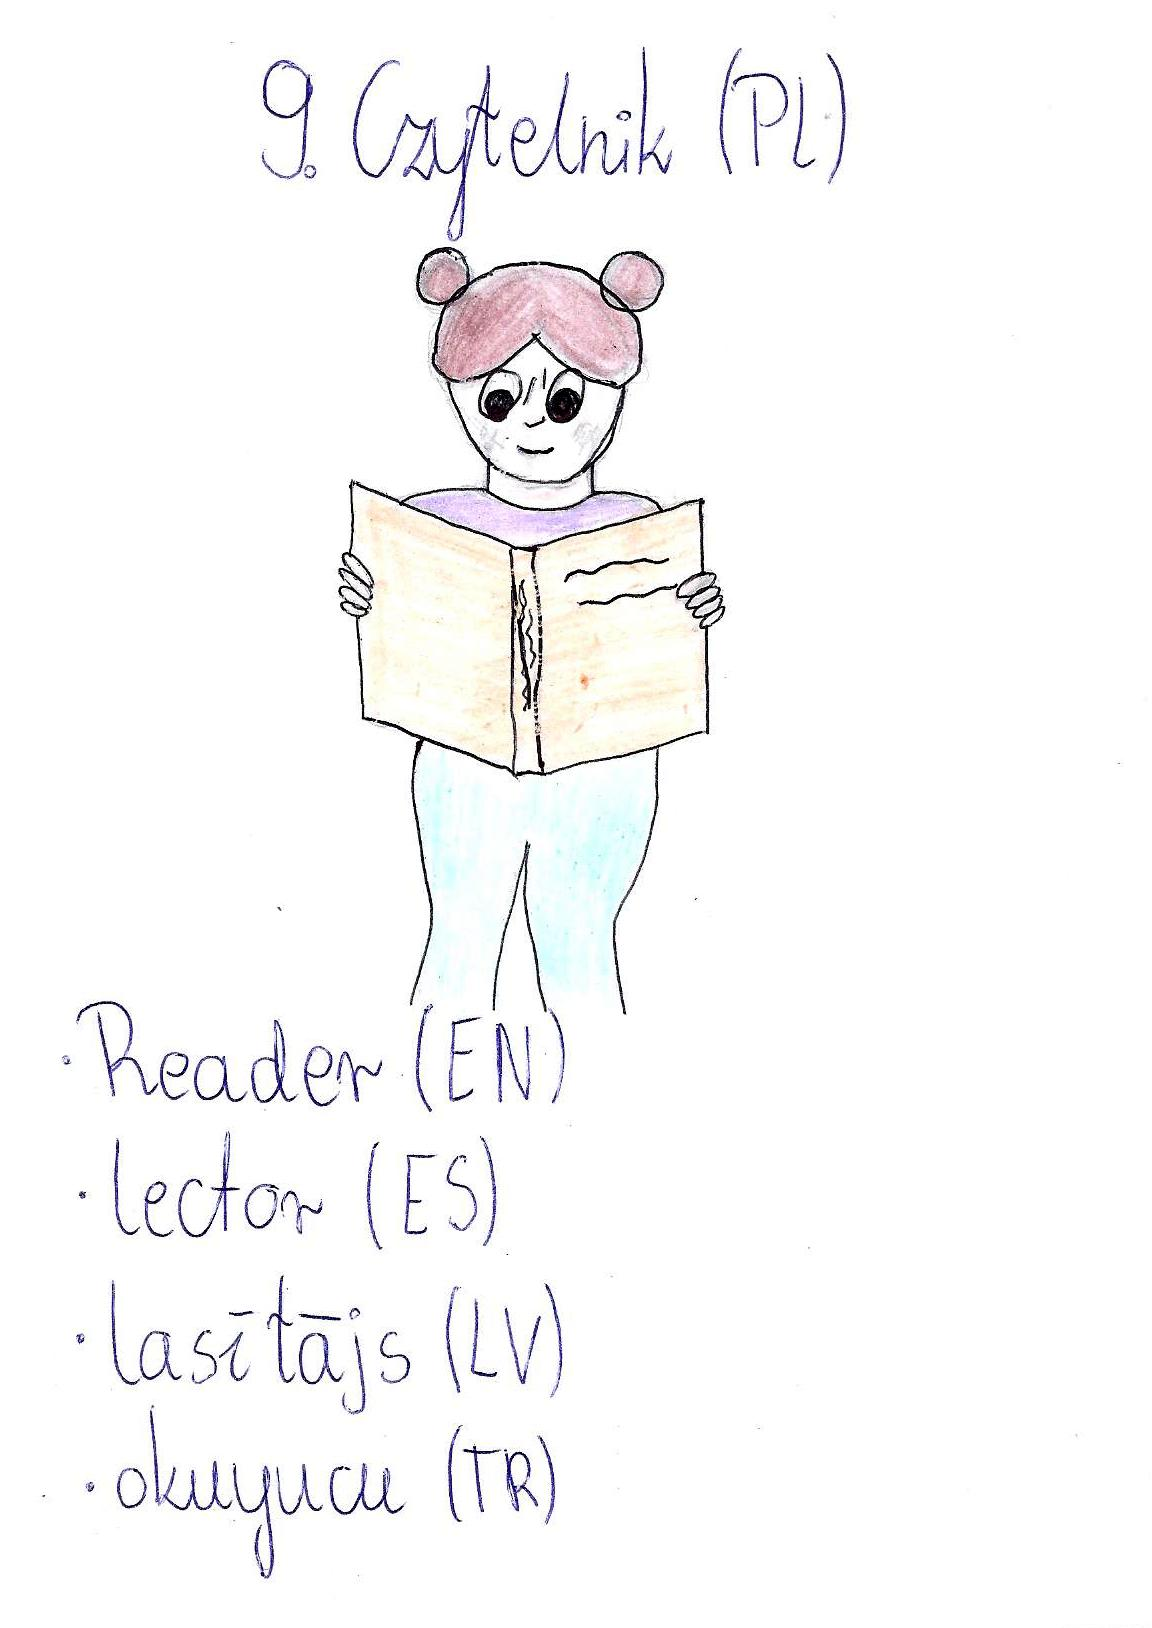 9. Czytelnik (PL)
· Reader (EN)
· lector (ES)
· lasītājs (LV)
· okuyucu (TR)